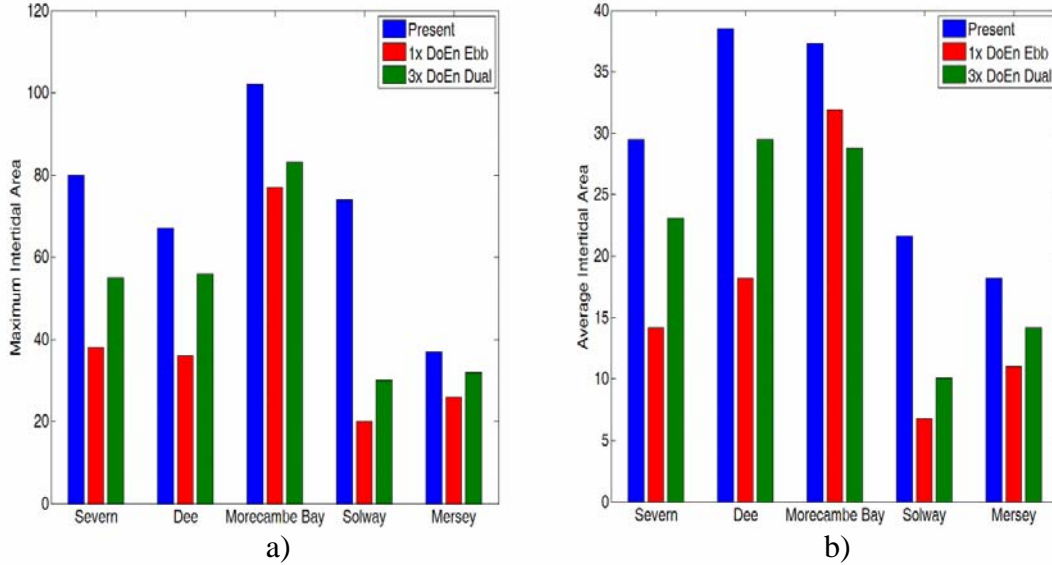 Maximum Intertidal Area
120
100
80
60
40
20
0
Present
1x DoEn Ebb
3x DoEn Dual
Severn
Dee
Morecambe Bay
Solway
Mersey
a)
Average Intertidal Area
40
35
30
25
20
15
10
5
0
Present
1x DoEn Ebb
3x DoEn Dual
Severn
Dee
Morecambe Bay
Solway
Mersey
b)